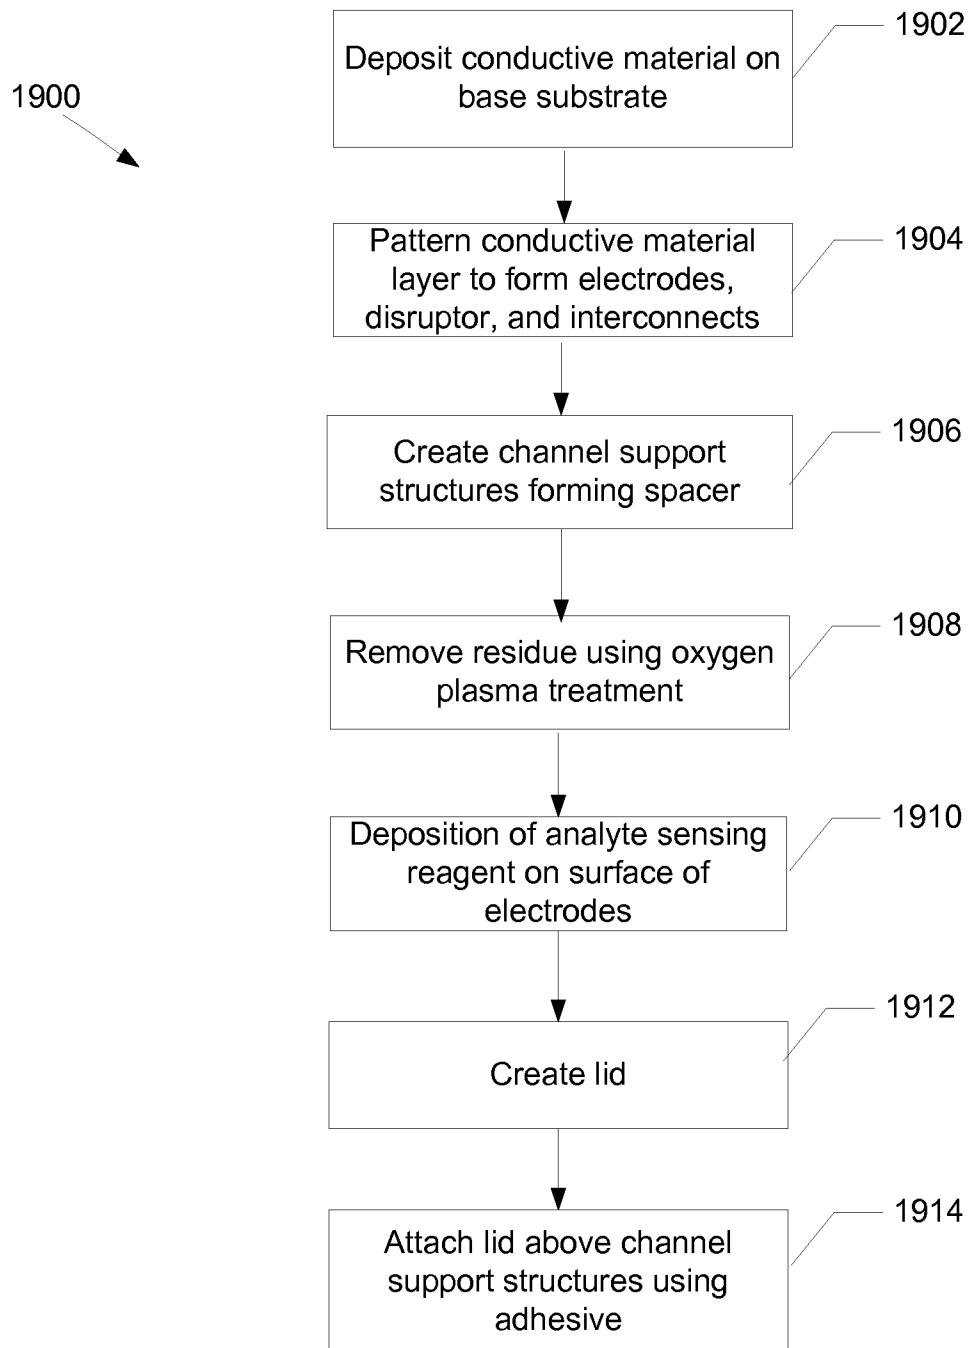 1902
Deposit conductive material on
base substrate
1900
1904
Pattern conductive material
layer to form electrodes,
disruptor, and interconnects
1906
Create channel support
structures forming spacer
1908
Remove residue using oxygen
plasma treatment
1910
Deposition of analyte sensing
reagent on surface of
electrodes
1912
Create lid
1914
Attach lid above channel
support structures using
adhesive